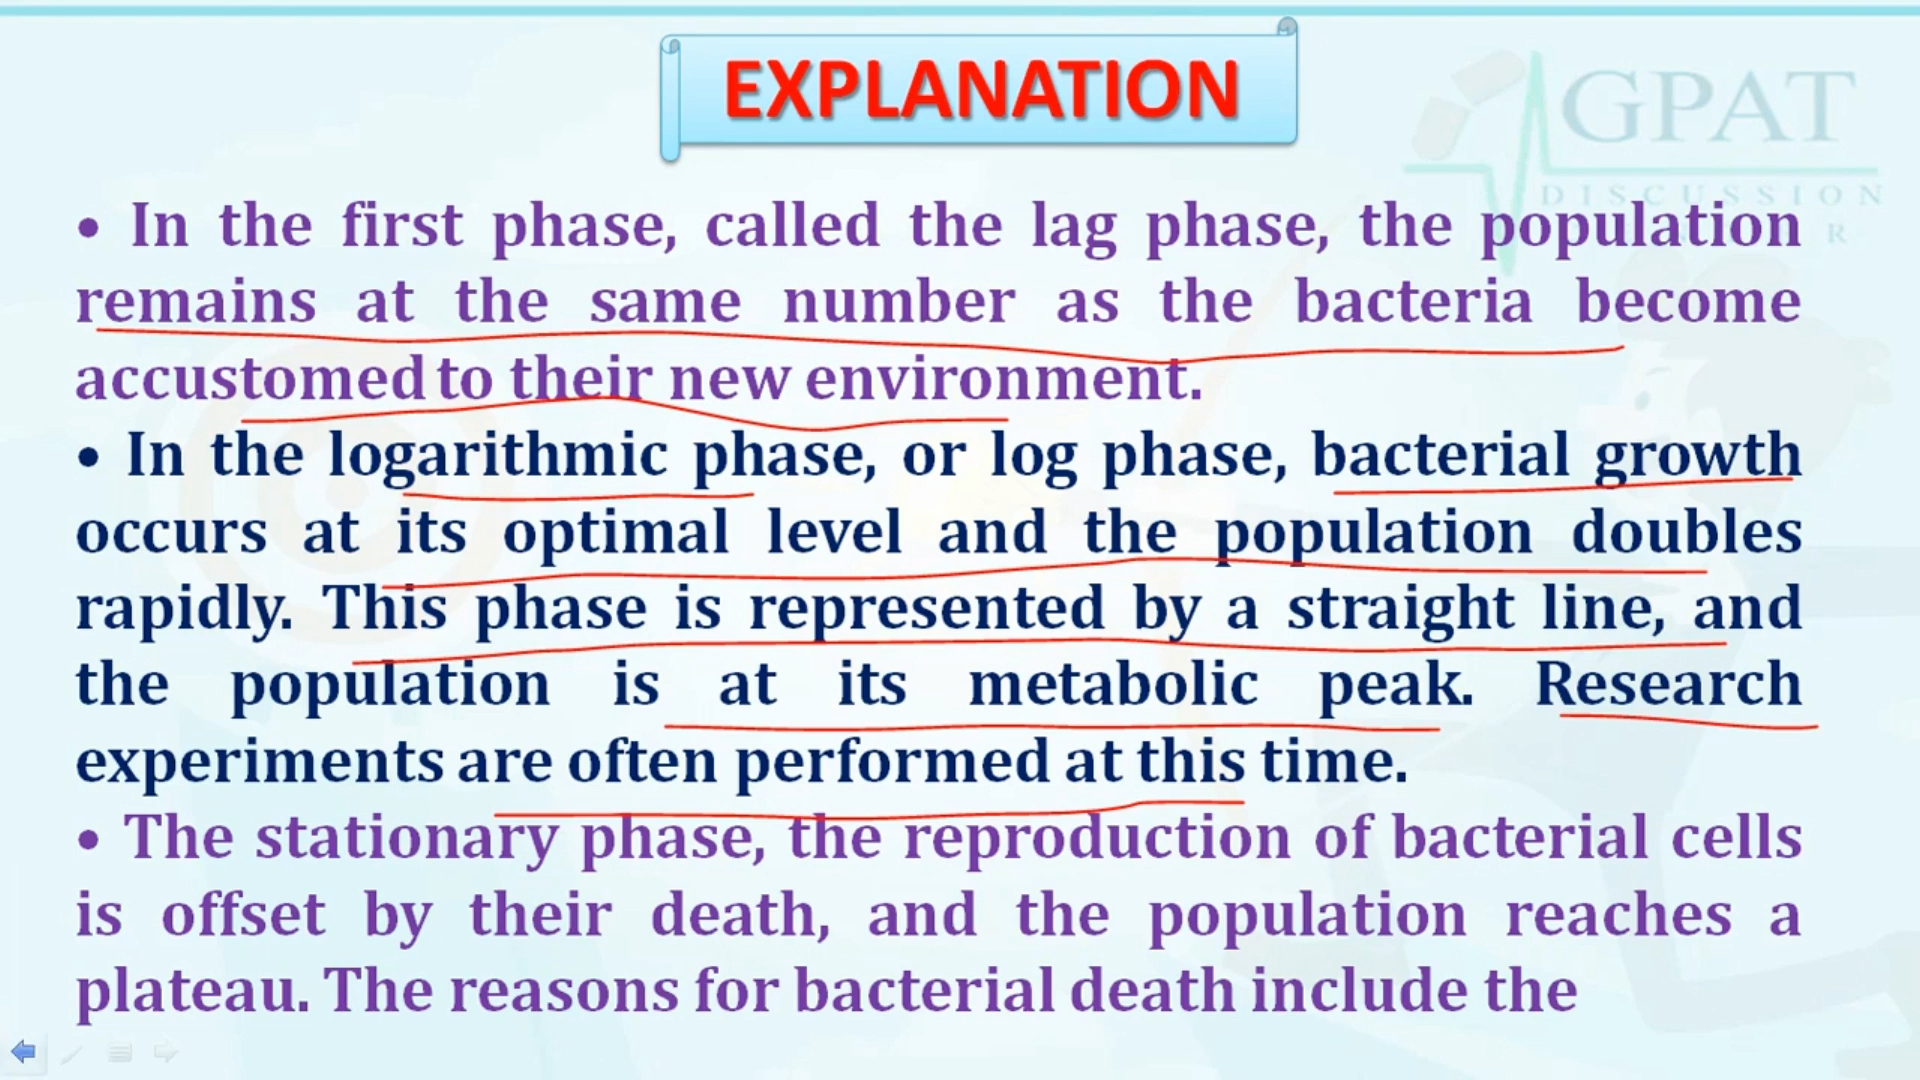 EXPLANATION
GPAT
DISCUSSION
• In the first phase, called the lag phase, the population
remains at the same number as the bacteria become
accustomed to their new environment.
• In the logarithmic phase, or log phase, bacterial growth
occurs at its optimal level and the population doubles
rapidly. This phase is represented by a straight line, and
the population is at its metabolic peak. Research
experiments are often performed at this time.
• The stationary phase, the reproduction of bacterial cells
is offset by their death, and the population reaches a
plateau. The reasons for bacterial death include the